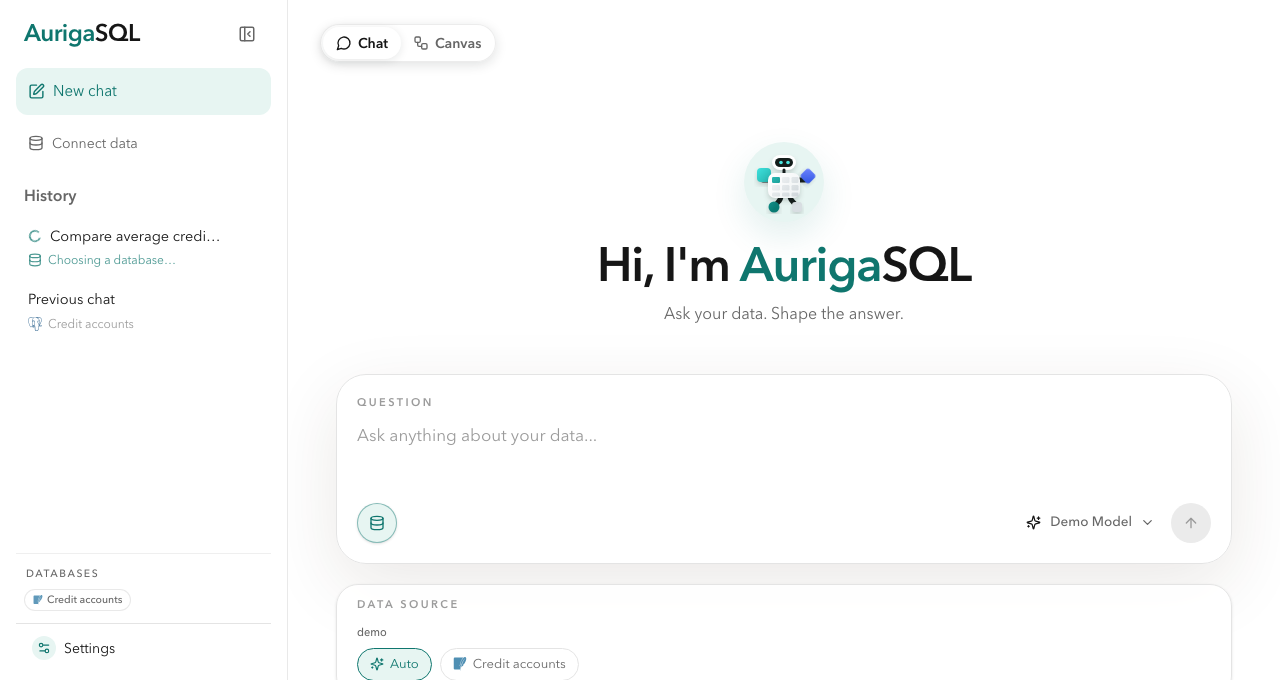 AurigaSQL
New chat
Connect data
History
Compare average credi…
Choosing a database…
Previous chat
Credit accounts
DATABASES
Credit accounts
Settings
Chat
Canvas
Hi, I'm AurigaSQL
Ask your data. Shape the answer.
QUESTION
Ask anything about your data...
Demo Model
DATA SOURCE
demo
Auto
Credit accounts